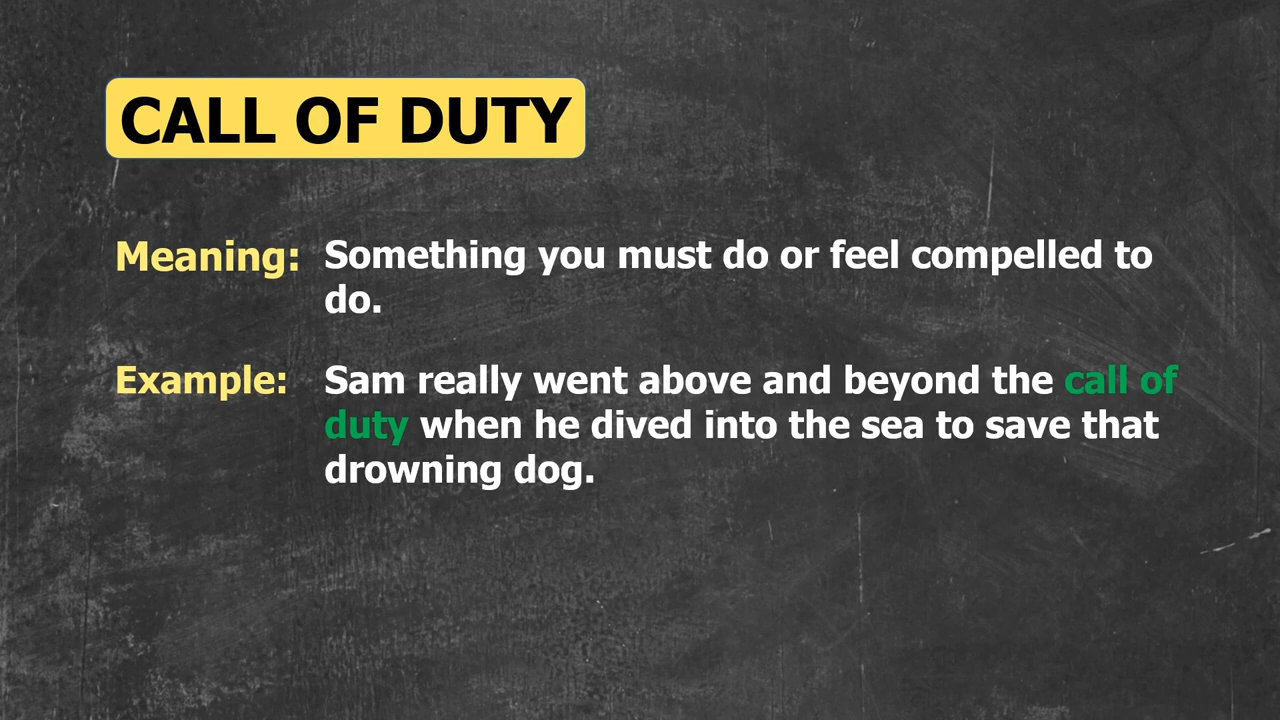 CALL OF DUTY
Meaning: Something you must do or feel compelled to
do.
Example: Sam really went above and beyond the call of
duty when he dived into the sea to save that
drowning dog.